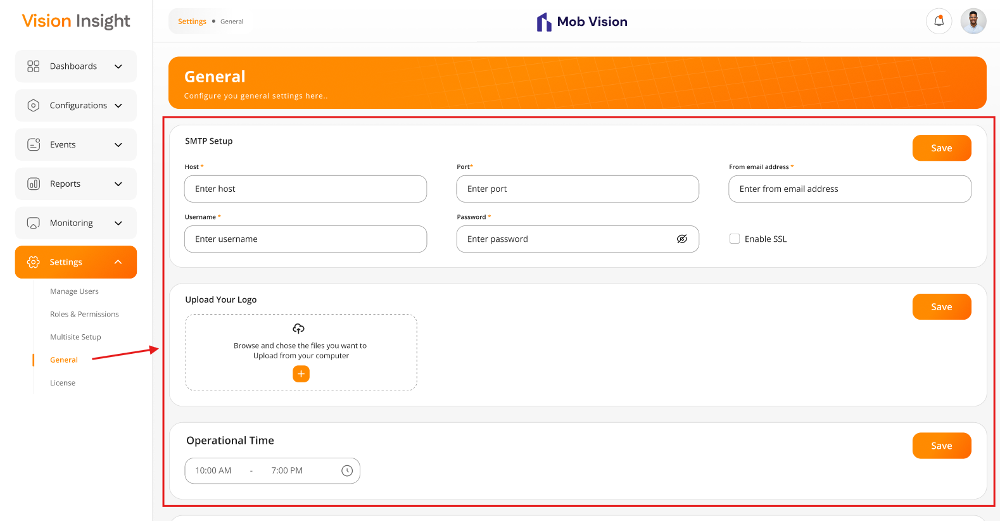 Vision Insight
Settings • General
Mob Vision
Dashboards
Configurations
Events
Reports
Monitoring
Settings
Manage Users
Roles & Permissions
Multisite Setup
General
License
General
Configure you general settings here..
SMTP Setup
Save
Host *
Port*
From email address *
Enter host
Enter port
Enter from email address
Username *
Password *
Enter username
Enter password
Enable SSL
Upload Your Logo
Save
Browse and chose the files you want to
Upload from your computer
Operational Time
Save
10:00 AM - 7:00 PM